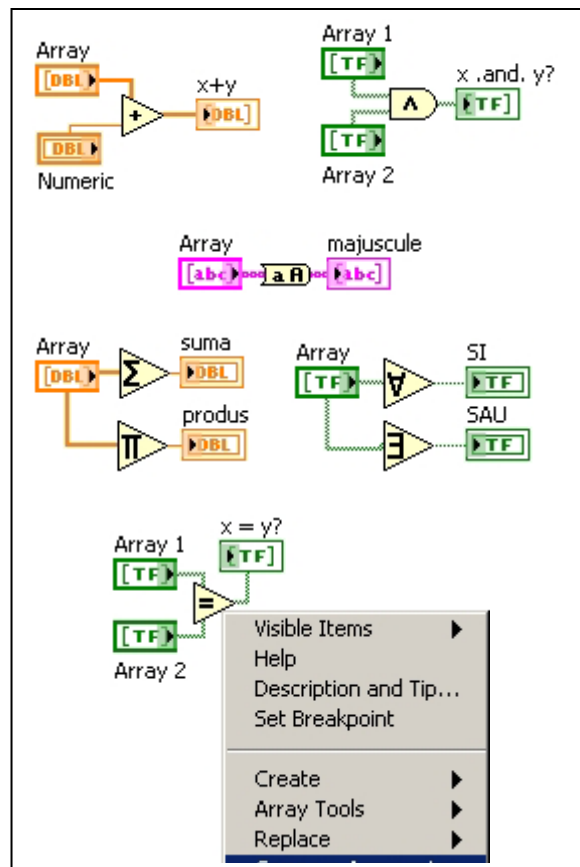 Array
[DBL]
x+y
+
[DBL]
DBL
Numeric
Array 1
[TF]
x .and. y?
∧
[TF]
[TF]
Array 2
Array
majuscule
[abc]
aA
[abc]
Array
suma
[DBL]
Σ
DBL
produs
Π
DBL
Array
SI
[TF]
∀
TF
SAU
∃
TF
x = y?
Array 1
[TF]
[TF]
=
[TF]
Array 2
Visible Items
Help
Description and Tip...
Set Breakpoint
Create
Array Tools
Replace